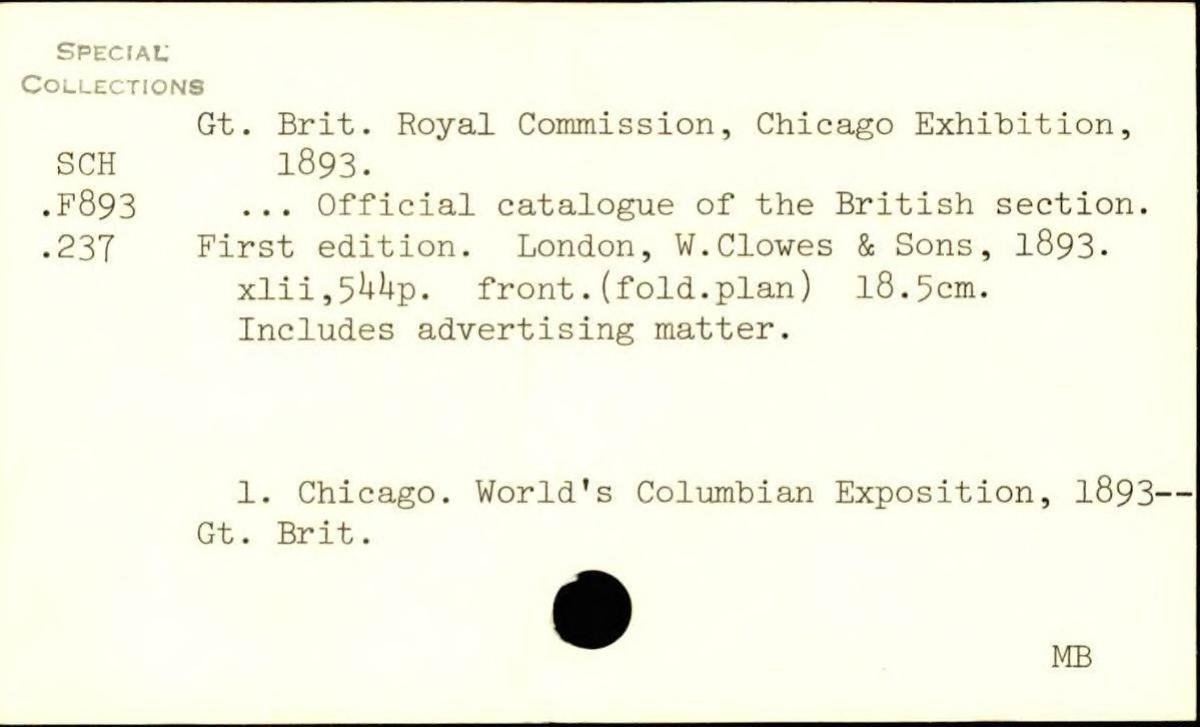 SPECIAL
COLLECTIONS
Gt. Brit. Royal Commission, Chicago Exhibition,
SCH 1893.
.F893 ... Official catalogue of the British section.
.237 First edition. London, W.Clowes & Sons, 1893.
xlii,544p. front.(fold.plan) 18.5cm.
Includes advertising matter.
1. Chicago. World's Columbian Exposition, 1893--
Gt. Brit.
MB